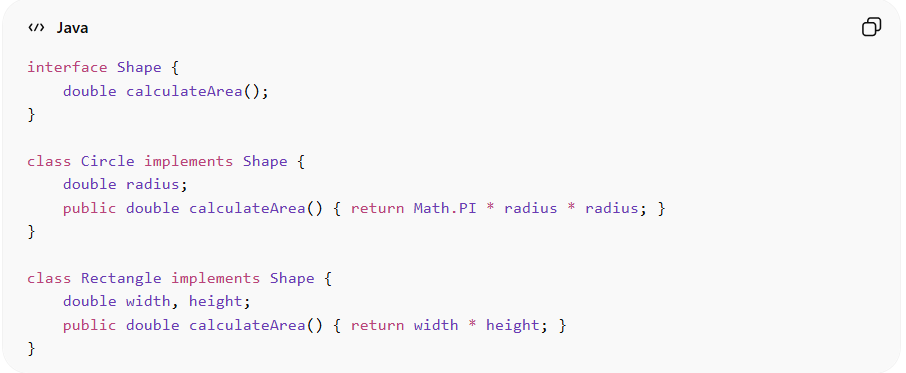 </> Java
interface Shape {
    double calculateArea();
}
class Circle implements Shape {
    double radius;
    public double calculateArea() { return Math.PI * radius * radius; }
}
class Rectangle implements Shape {
    double width, height;
    public double calculateArea() { return width * height; }
}